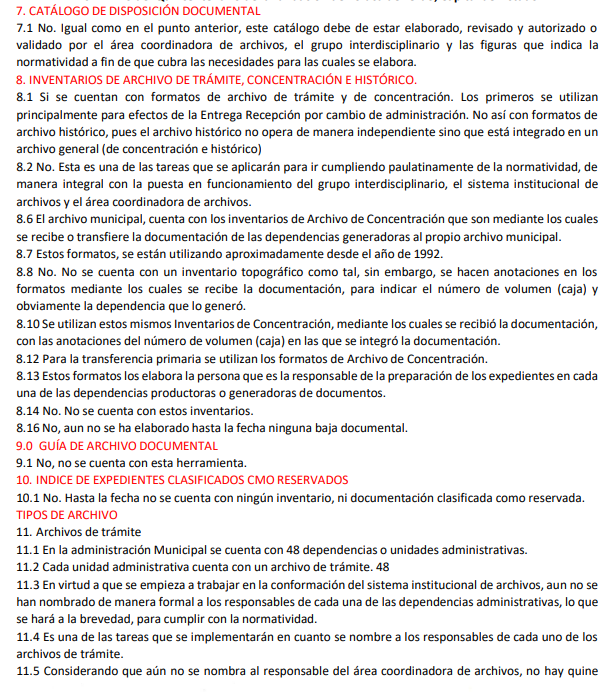 7. CATÁLOGO DE DISPOSICIÓN DOCUMENTAL
7.1 No. Igual como en el punto anterior, este catálogo debe de estar elaborado, revisado y autorizado o
validado por el área coordinadora de archivos, el grupo interdisciplinario y las figuras que indica la
normatividad a fin de que cubra las necesidades para las cuales se elabora.
8. INVENTARIOS DE ARCHIVO DE TRÁMITE, CONCENTRACIÓN E HISTÓRICO.
8.1 Si se cuentan con formatos de archivo de trámite y de concentración. Los primeros se utilizan
principalmente para efectos de la Entrega Recepción por cambio de administración. No así con formatos de
archivo histórico, pues el archivo histórico no opera de manera independiente sino que está integrado en un
archivo general (de concentración e histórico)
8.2 No. Esta es una de las tareas que se aplicarán para ir cumpliendo paulatinamente de la normatividad, de
manera integral con la puesta en funcionamiento del grupo interdisciplinario, el sistema institucional de
archivos y el área coordinadora de archivos.
8.6 El archivo municipal, cuenta con los inventarios de Archivo de Concentración que son mediante los cuales
se recibe o transfiere la documentación de las dependencias generadoras al propio archivo municipal.
8.7 Estos formatos, se están utilizando aproximadamente desde el año de 1992.
8.8 No. No se cuenta con un inventario topográfico como tal, sin embargo, se hacen anotaciones en los
formatos mediante los cuales se recibe la documentación, para indicar el número de volumen (caja) y
obviamente la dependencia que lo generó.
8.10 Se utilizan estos mismos Inventarios de Concentración, mediante los cuales se recibió la documentación,
con las anotaciones del número de volumen (caja) en las que se integró la documentación.
8.12 Para la transferencia primaria se utilizan los formatos de Archivo de Concentración.
8.13 Estos formatos los elabora la persona que es la responsable de la preparación de los expedientes en cada
una de las dependencias productoras o generadoras de documentos.
8.14 No. No se cuenta con estos inventarios.
8.16 No, aun no se ha elaborado hasta la fecha ninguna baja documental.
9.0 GUÍA DE ARCHIVO DOCUMENTAL
9.1 No, no se cuenta con esta herramienta.
10. INDICE DE EXPEDIENTES CLASIFICADOS CMO RESERVADOS
10.1 No. Hasta la fecha no se cuenta con ningún inventario, ni documentación clasificada como reservada.
TIPOS DE ARCHIVO
11. Archivos de trámite
11.1 En la administración Municipal se cuenta con 48 dependencias o unidades administrativas.
11.2 Cada unidad administrativa cuenta con un archivo de trámite. 48
11.3 En virtud a que se empieza a trabajar en la conformación del sistema institucional de archivos, aun no se
han nombrado de manera formal a los responsables de cada una de las dependencias administrativas, lo que
se hará a la brevedad, para cumplir con la normatividad.
11.4 Es una de las tareas que se implementarán en cuanto se nombre a los responsables de cada uno de los
archivos de trámite.
11.5 Considerando que aún no se nombra al responsable del área coordinadora de archivos, no hay quine